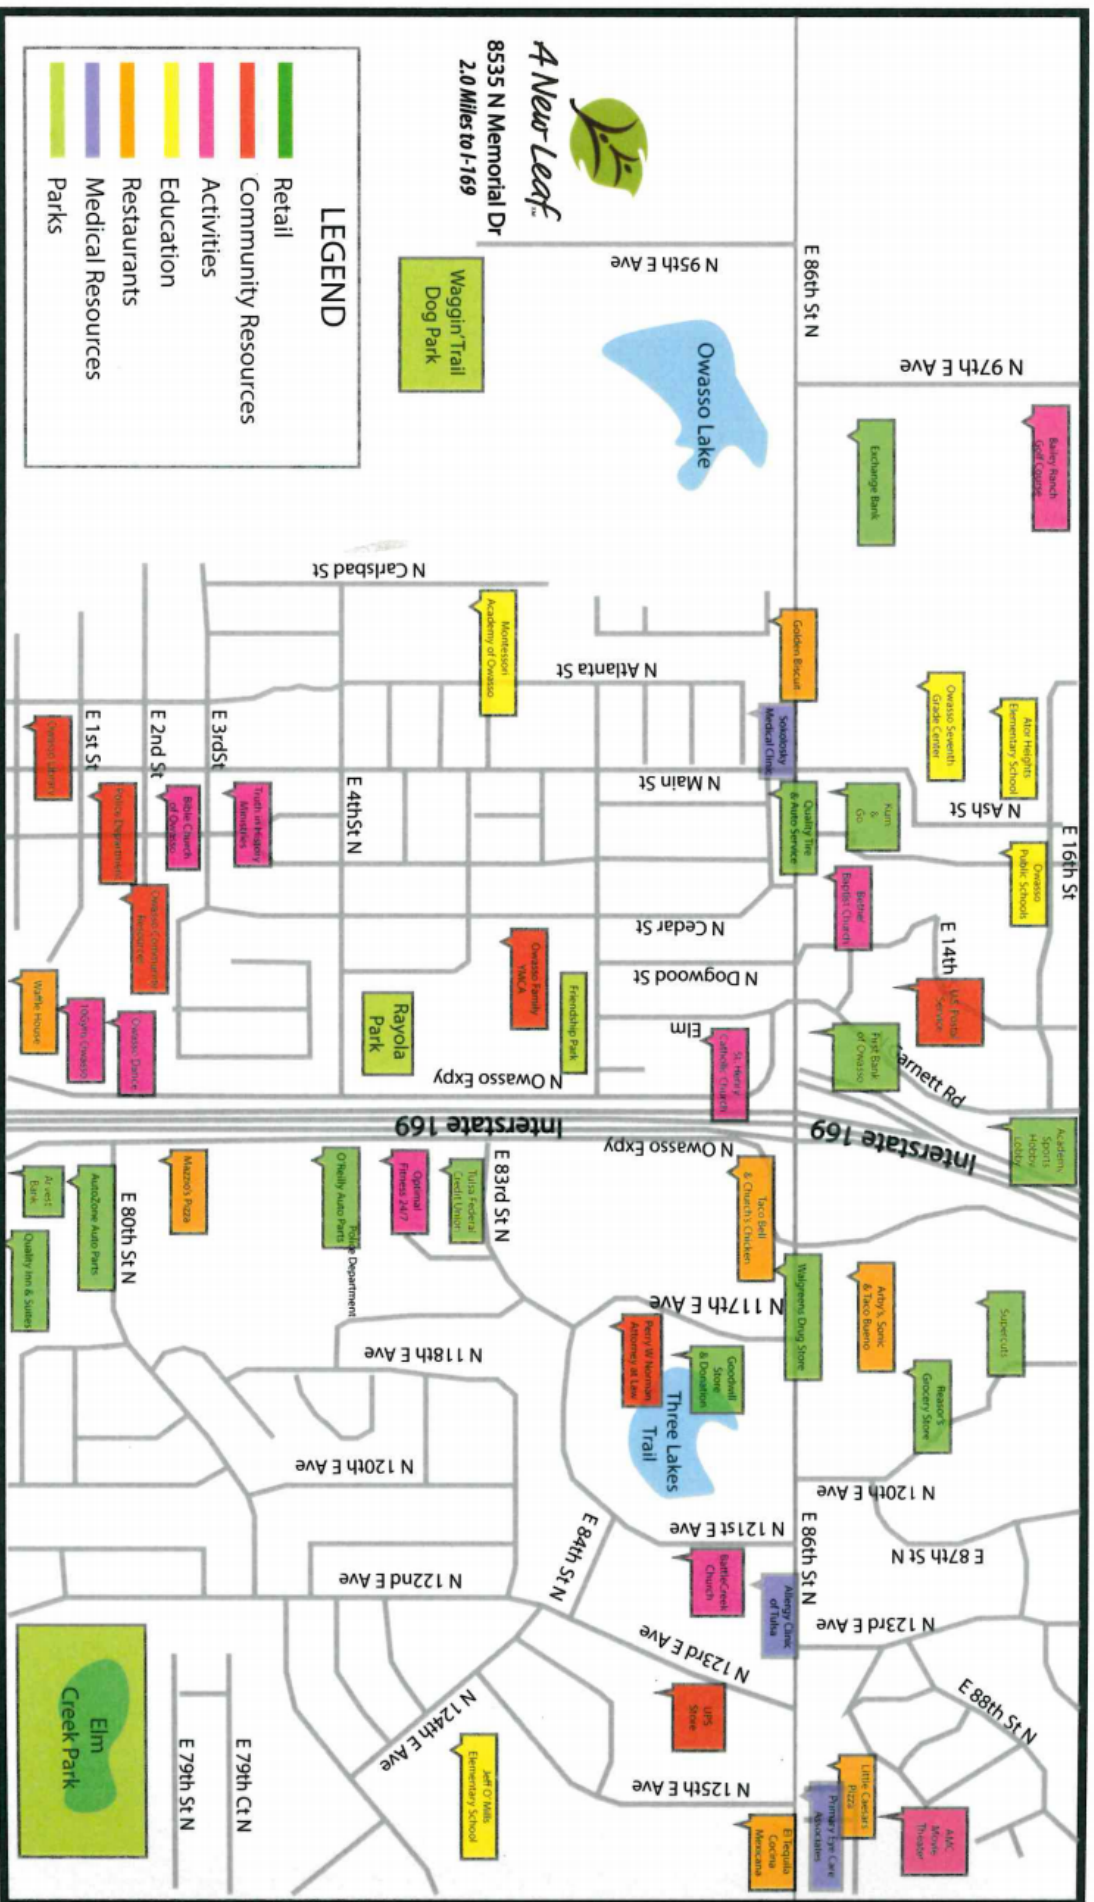 A New Leaf
8535 N Memorial Dr
2.0 Miles to I-169
LEGEND
Retail
Community Resources
Activities
Education
Restaurants
Medical Resources
Parks
Waggin' Trail
Dog Park
N 95th E Ave
E 86th St N
N 97th E Ave
Owasso Lake
Exchange Bank
Bailey Ranch
Golf Course
N Carlsbad St
Montessori
Academy of Owasso
N Atlanta St
Golden Biscuit
Sokolosky
Medical Clinic
Owasso Seventh
Grade Center
Ator Heights
Elementary School
N Ash St
E 16th St
Owasso
Public Schools
Kum
&
Go
Quality Tire
& Auto Service
N Main St
E 4thSt N
E 3rdSt
E 2nd St
E 1st St
Owasso Library
Police Department
Bible Church
of Owasso
Truth in History
Ministries
Owasso Community
Resources
Bethel
Baptist Church
N Cedar St
N Dogwood St
E 14th
U.S. Postal
Service
Owasso Family
YMCA
Friendship Park
Rayola
Park
Elm
St. Henry
Catholic Church
First Bank
of Owasso
Garnett Rd
Waffle House
10Gym Owasso
Owasso Dance
N Owasso Expy
Interstate 169
Interstate 169
N Owasso Expy
Academy
Sports
Hobby
Lobby
Arvest
Bank
Quality Inn & Suites
AutoZone Auto Parts
E 80th St N
Mazzio's Pizza
O'Reilly Auto Parts
Police Department
Optimal
Fitness 24/7
Tulsa Federal
Credit Union
E 83rd St N
Taco Bell
& Church's Chicken
Walgreens Drug Store
Arby's, Sonic
& Taco Bueno
Supercuts
Reasor's
Grocery Store
N 117th E Ave
Perry W Norman
Attorney at Law
Goodwill
Store
& Donation
Three Lakes
Trail
N 118th E Ave
N 120th E Ave
N 120th E Ave
N 121st E Ave
E 86th St N
E 87th St N
E 84th St N
N 122nd E Ave
BattleCreek
Church
Allergy Clinic
of Tulsa
N 123rd E Ave
N 123rd E Ave
E 88th St N
UPS
Store
N 124th E Ave
N 125th E Ave
Jeff O' Mills
Elementary School
Little Caesars
Pizza
Primary Eye Care
Associates
AMC
Movie
Theater
El Tequila
Cocina
Mexicana
Elm
Creek Park
E 79th St N
E 79th Ct N